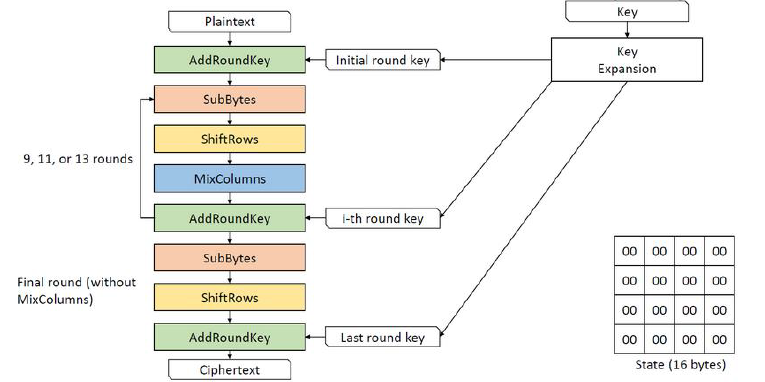 Plaintext
Key
AddRoundKey
Initial round key
Key
Expansion
SubBytes
ShiftRows
9, 11, or 13 rounds
MixColumns
AddRoundKey
i-th round key
SubBytes
Final round (without
MixColumns)
ShiftRows
AddRoundKey
Last round key
Ciphertext
00 00 00 00
00 00 00 00
00 00 00 00
00 00 00 00
State (16 bytes)